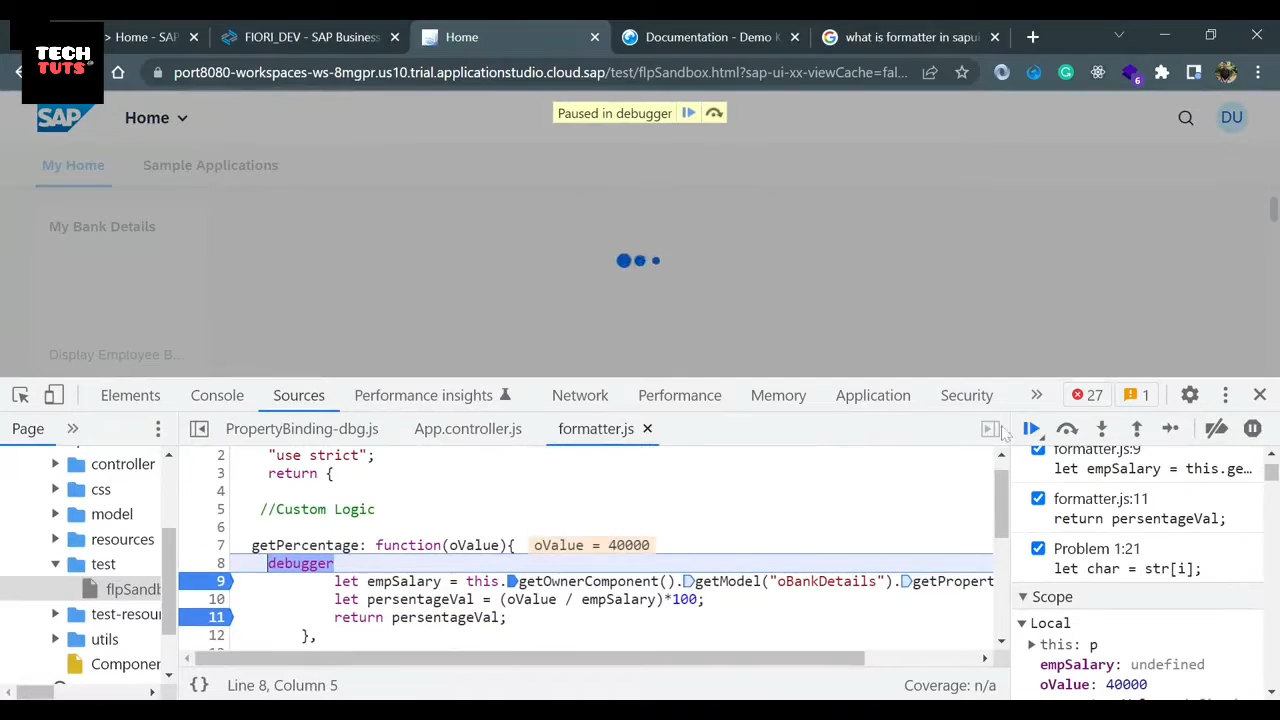 TECH
TUTS
> Home - SAP
FIORI_DEV - SAP Business
Home
Documentation - Demo K
what is formatter in sapu
port8080-workspaces-ws-8mgpr.us10.trial.applicationstudio.cloud.sap/test/flpSandbox.html?sap-ui-xx-viewCache=fal...
6
SAP
Home
Paused in debugger
DU
My Home
Sample Applications
My Bank Details
Display Employee B...
Elements
Console
Sources
Performance insights
Network
Performance
Memory
Application
Security
27
1
Page
PropertyBinding-dbg.js
App.controller.js
formatter.js
controller
css
model
resources
test
flpSandb
test-resour
utils
Componen
2 "use strict";
3 return {
4
5 //Custom Logic
6
7 getPercentage: function(oValue){ oValue = 40000
8 debugger
9 let empSalary = this.getOwnerComponent().getModel("oBankDetails").getPropert
10 let persentageVal = (oValue / empSalary)*100;
11 return persentageVal;
12 },
{} Line 8, Column 5
Coverage: n/a
formatter.js:9
let empSalary = this.ge...
formatter.js:11
return persentageVal;
Problem 1:21
let char = str[i];
Scope
Local
this: p
empSalary: undefined
oValue: 40000